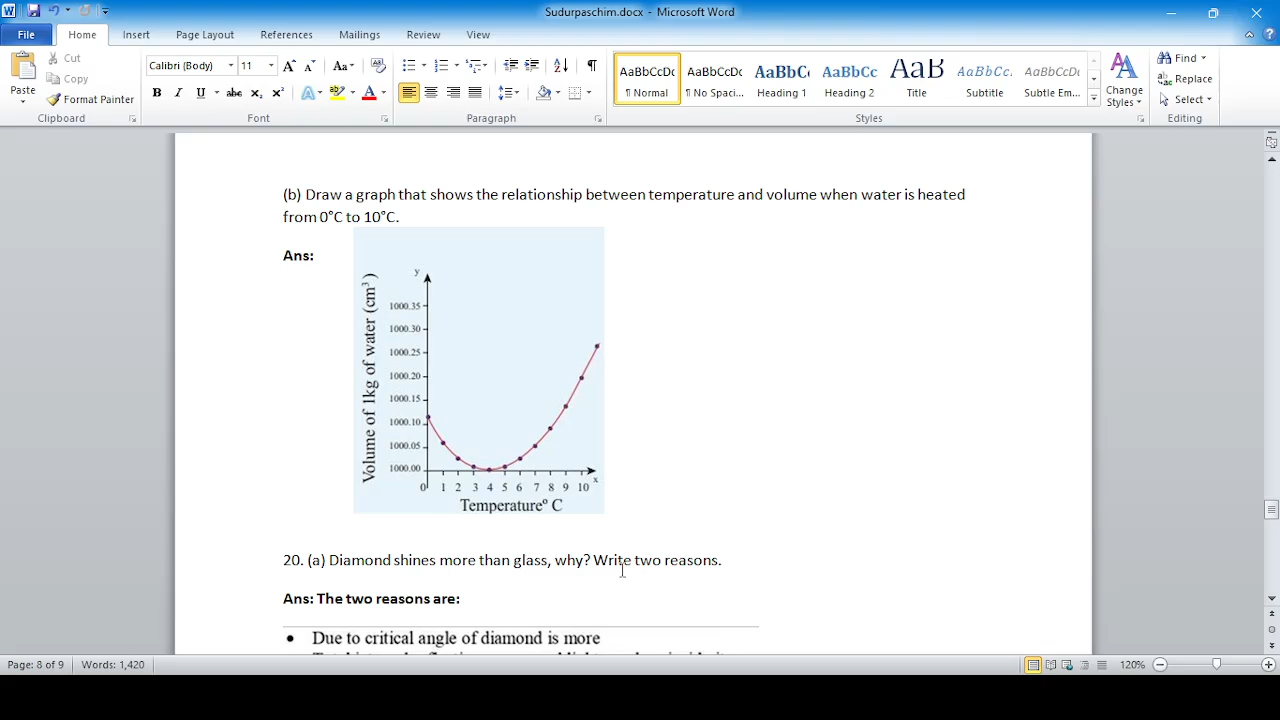 Sudurpaschim.docx - Microsoft Word
File Home Insert Page Layout References Mailings Review View
Cut
Copy
Format Painter
Paste
Calibri (Body) 11
AaBbCcDc AaBbCcDc AaBbCc AaBbCc AaB AaBbCc. AaBbCcDc
¶ Normal ¶ No Spaci... Heading 1 Heading 2 Title Subtitle Subtle Em...
Change Styles
Find
Replace
Select
Clipboard Font Paragraph Styles Editing
(b) Draw a graph that shows the relationship between temperature and volume when water is heated
from 0°C to 10°C.
Ans:
y
Volume of 1kg of water (cm³)
1000.35
1000.30
1000.25
1000.20
1000.15
1000.10
1000.05
1000.00
x
0 1 2 3 4 5 6 7 8 9 10
Temperature° C
20. (a) Diamond shines more than glass, why? Write two reasons.
Ans: The two reasons are:
• Due to critical angle of diamond is more
Page: 8 of 9 Words: 1,420 120%